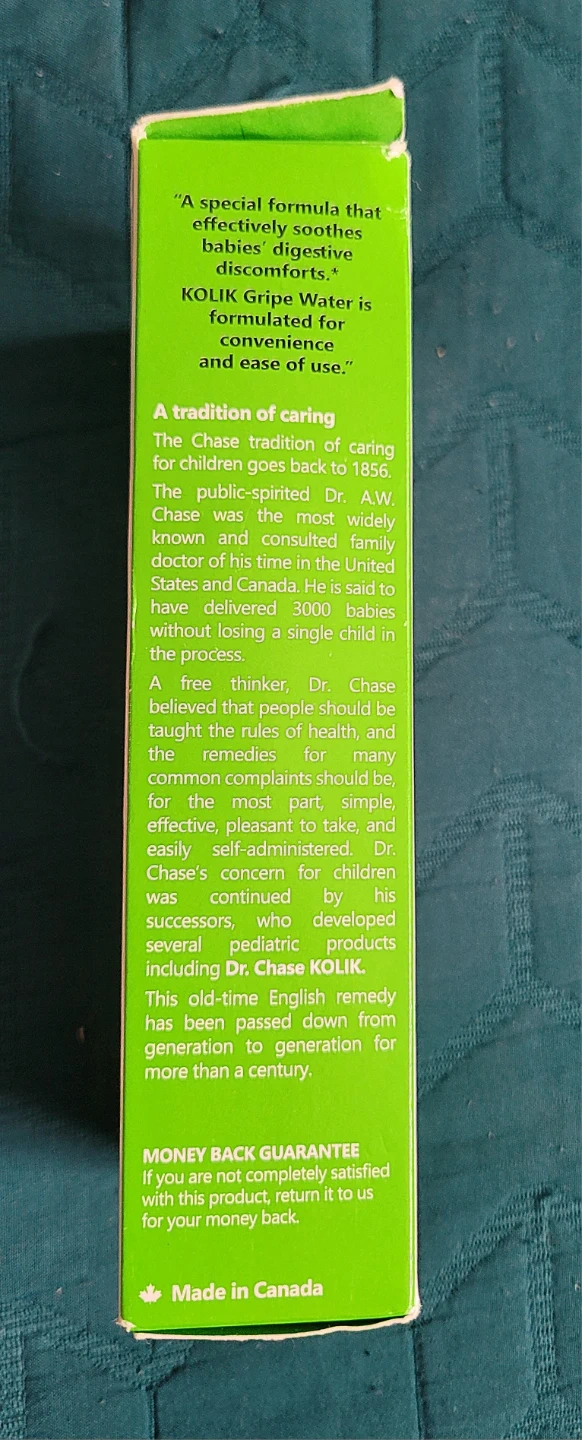 "A special formula that
effectively soothes
babies' digestive
discomforts.*
KOLIK Gripe Water is
formulated for
convenience
and ease of use."
A tradition of caring
The Chase tradition of caring
for children goes back to 1856.
The public-spirited Dr. A.W.
Chase was the most widely
known and consulted family
doctor of his time in the United
States and Canada. He is said to
have delivered 3000 babies
without losing a single child in
the process.
A free thinker, Dr. Chase
believed that people should be
taught the rules of health, and
the remedies for many
common complaints should be,
for the most part, simple,
effective, pleasant to take, and
easily self-administered. Dr.
Chase's concern for children
was continued by his
successors, who developed
several pediatric products
including Dr. Chase KOLIK.
This old-time English remedy
has been passed down from
generation to generation for
more than a century.
MONEY BACK GUARANTEE
If you are not completely satisfied
with this product, return it to us
for your money back.
Made in Canada